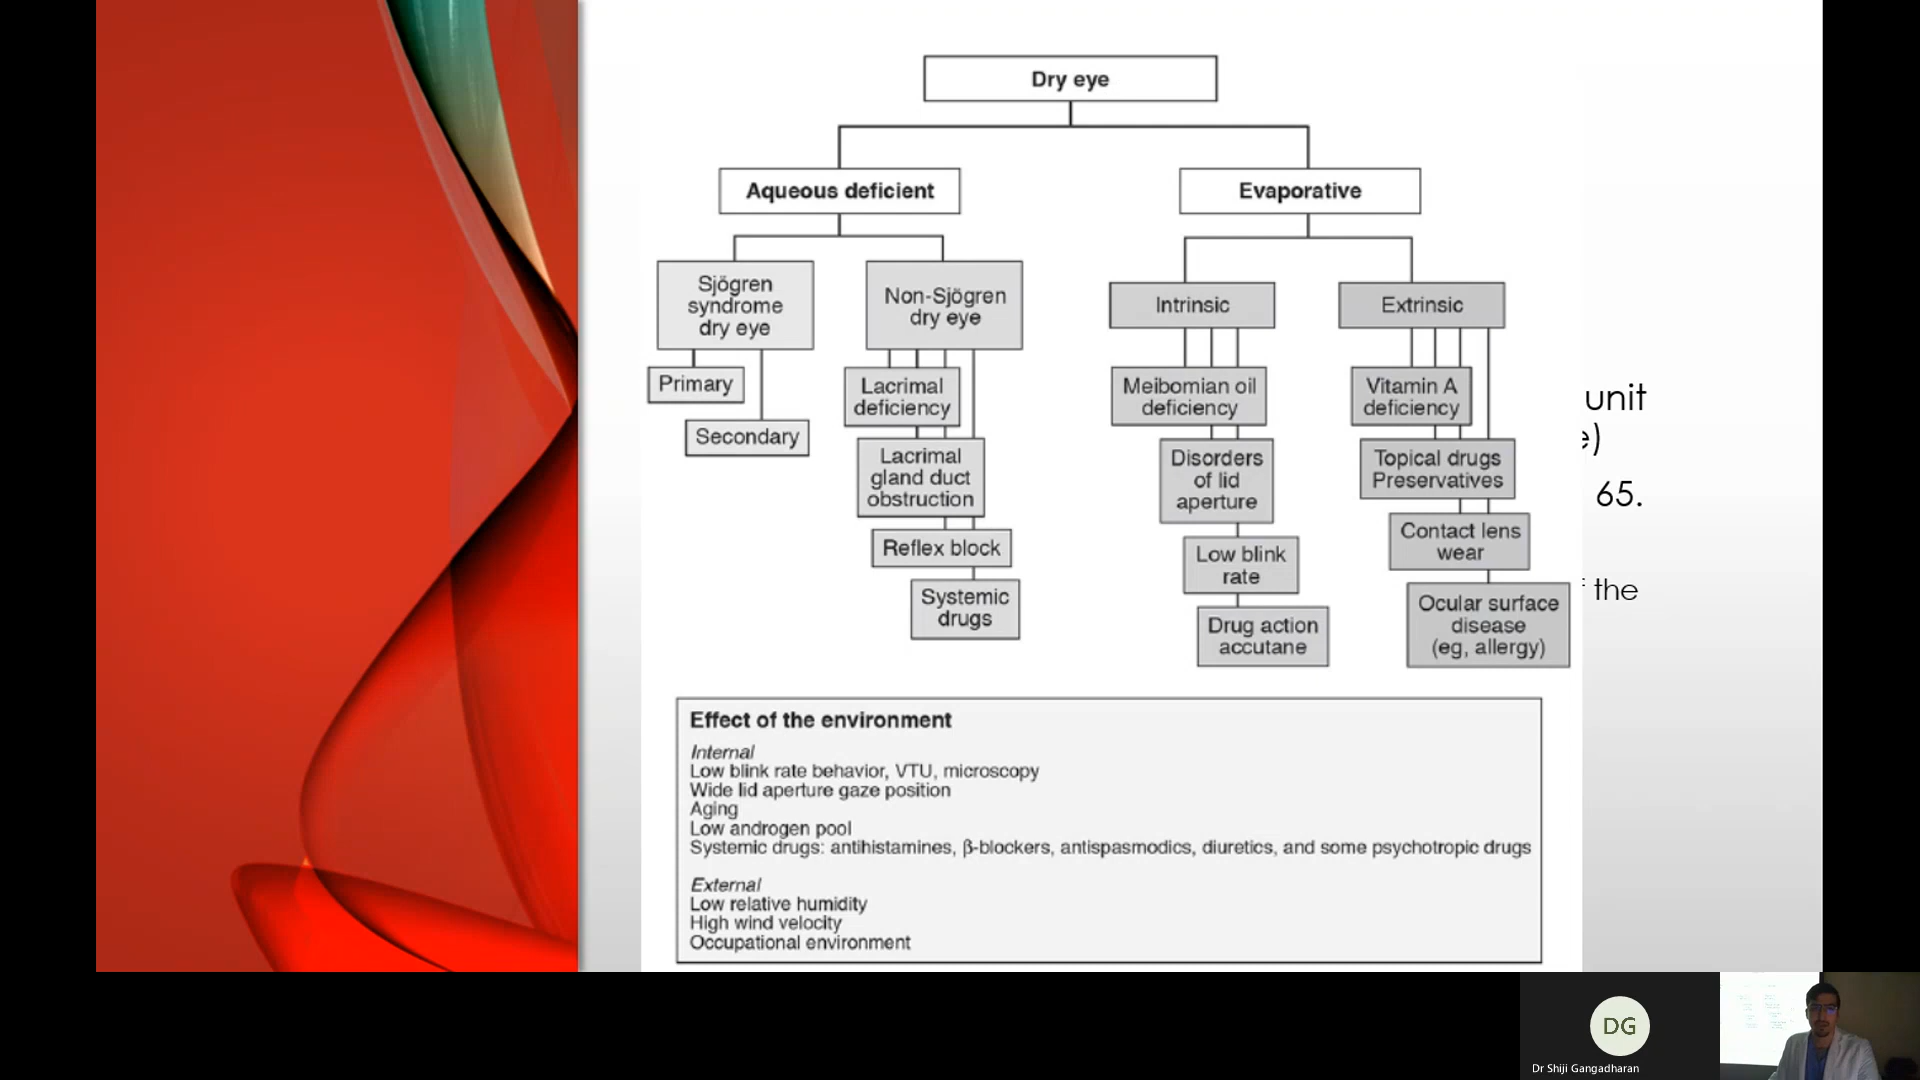 Dry eye
Aqueous deficient
Evaporative
Sjögren
syndrome
dry eye
Non-Sjögren
dry eye
Intrinsic
Extrinsic
Primary
Secondary
Lacrimal
deficiency
Lacrimal
gland duct
obstruction
Reflex block
Systemic
drugs
Meibomian oil
deficiency
Disorders
of lid
aperture
Low blink
rate
Drug action
accutane
Vitamin A
deficiency
Topical drugs
Preservatives
Contact lens
wear
Ocular surface
disease
(eg, allergy)
unit
e)
65.
the
Effect of the environment
Internal
Low blink rate behavior, VTU, microscopy
Wide lid aperture gaze position
Aging
Low androgen pool
Systemic drugs: antihistamines, β-blockers, antispasmodics, diuretics, and some psychotropic drugs
External
Low relative humidity
High wind velocity
Occupational environment
DG
Dr Shiji Gangadharan